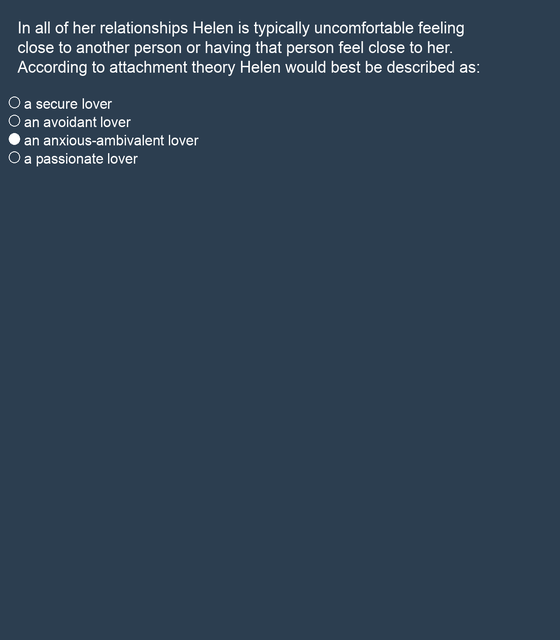 In all of her relationships Helen is typically uncomfortable feeling
close to another person or having that person feel close to her.
According to attachment theory Helen would best be described as:
a secure lover
an avoidant lover
an anxious-ambivalent lover
a passionate lover